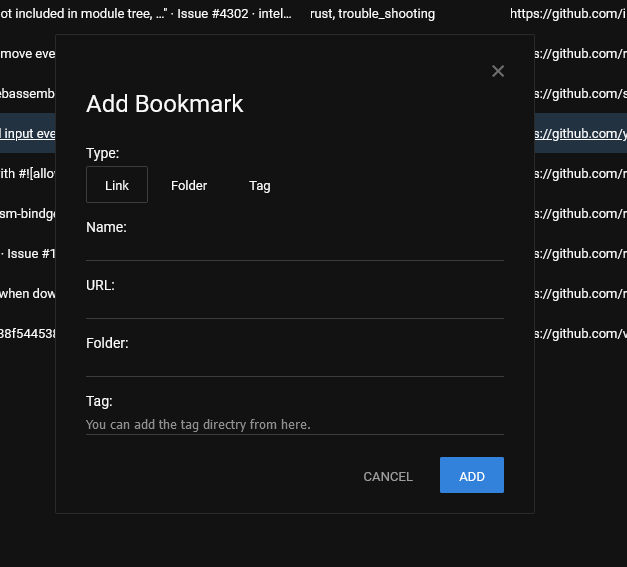 ot included in module tree, ..." · Issue #4302 · intel... rust, trouble_shooting https://github.com/i
move eve s://github.com/r
ebassemb s://github.com/s
Add Bookmark
l input eve s://github.com/y
Type:
ith #![allo s://github.com/r
Link Folder Tag
sm-bindge s://github.com/r
Name:
· Issue #1 s://github.com/r
URL:
when dow s://github.com/r
38f544538 s://github.com/v
Folder:
Tag:
You can add the tag directry from here.
CANCEL ADD